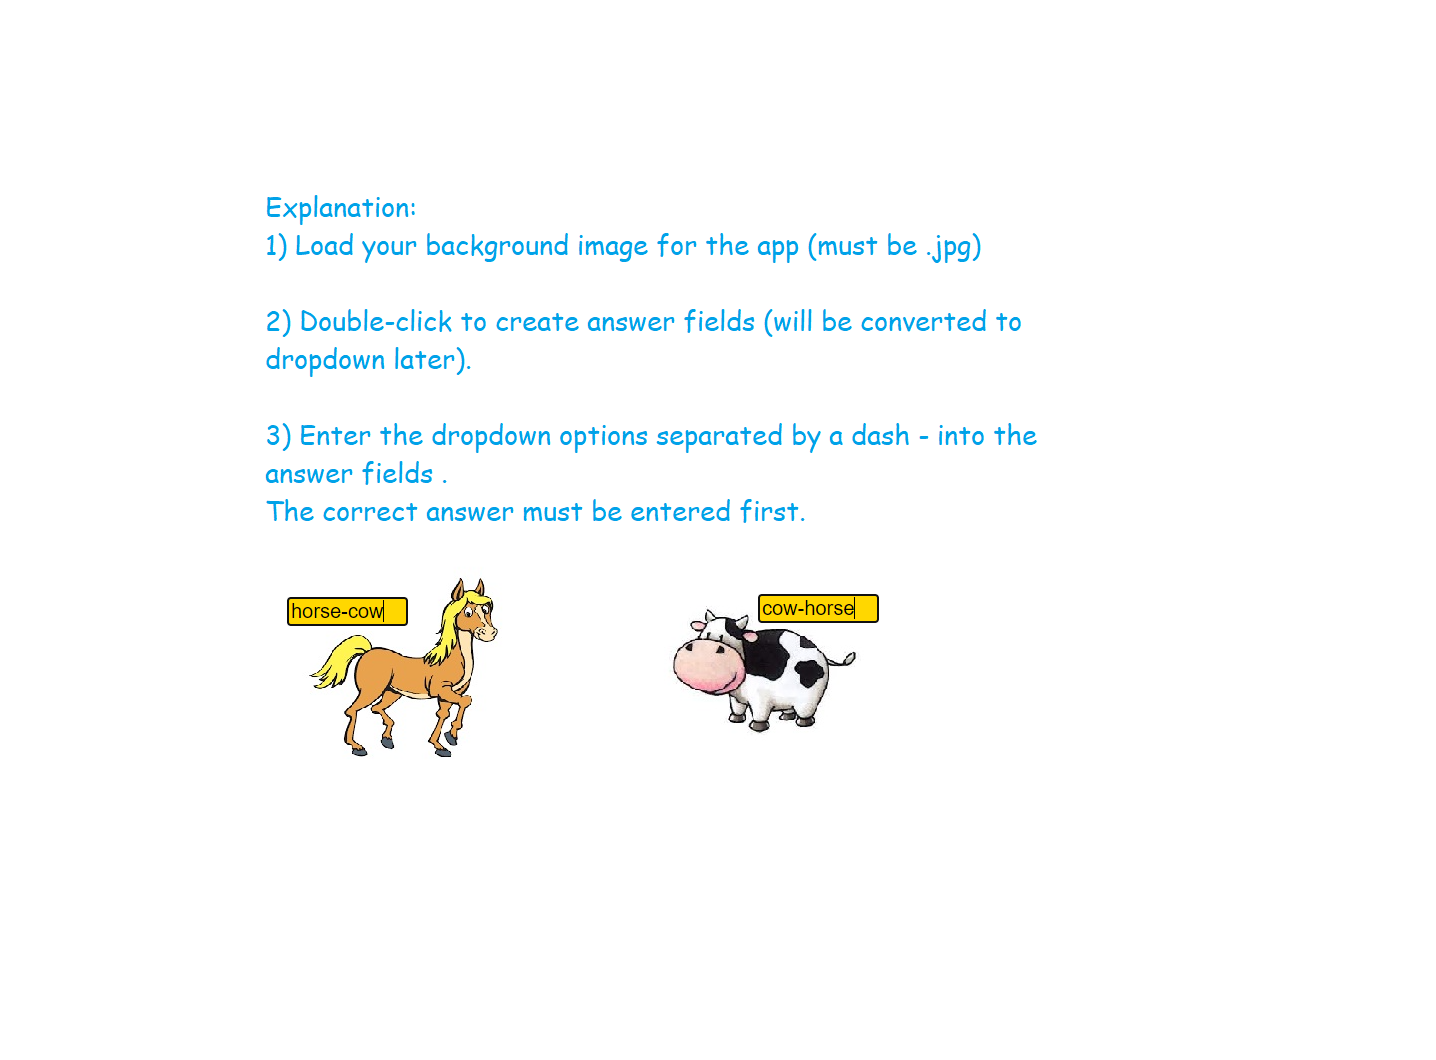 Explanation:
1) Load your background image for the app (must be .jpg)
2) Double-click to create answer fields (will be converted to
dropdown later).
3) Enter the dropdown options separated by a dash - into the
answer fields .
The correct answer must be entered first.
horse-cow
cow-horse